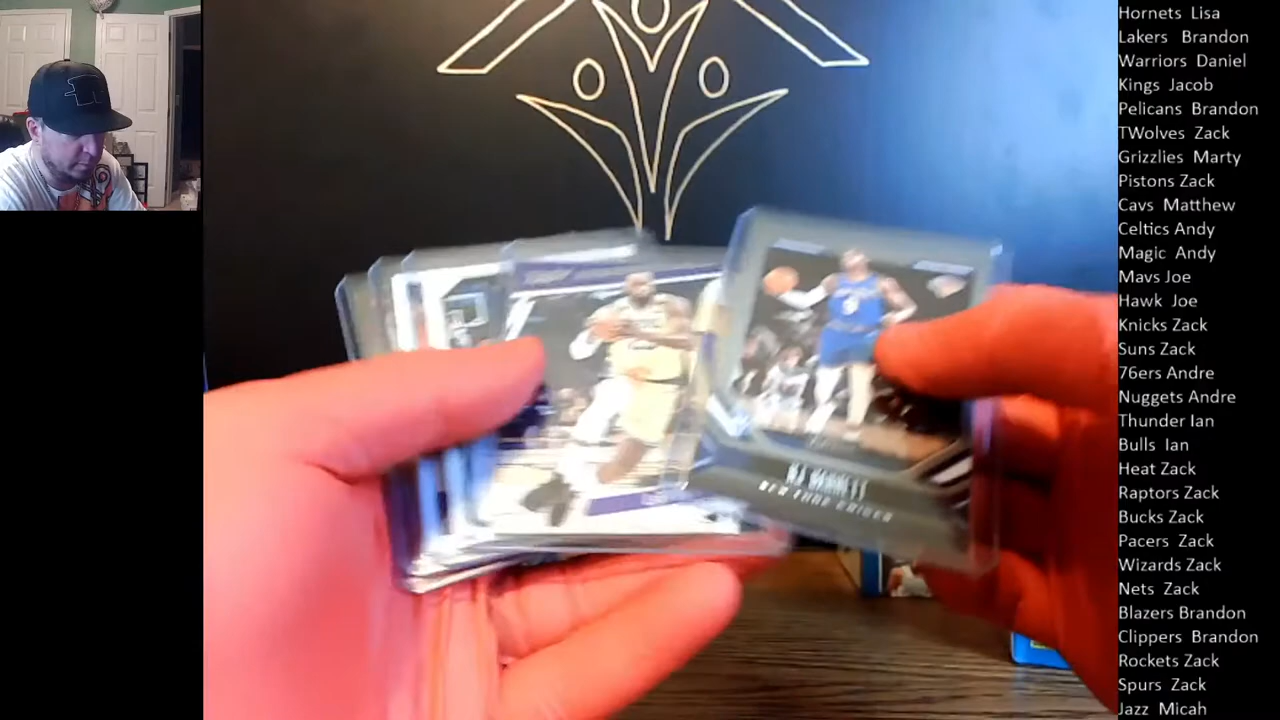 Hornets Lisa
Lakers Brandon
Warriors Daniel
Kings Jacob
Pelicans Brandon
TWolves Zack
Grizzlies Marty
Pistons Zack
Cavs Matthew
Celtics Andy
Magic Andy
Mavs Joe
Hawk Joe
Knicks Zack
Suns Zack
76ers Andre
Nuggets Andre
Thunder Ian
Bulls Ian
Heat Zack
Raptors Zack
Bucks Zack
Pacers Zack
Wizards Zack
Nets Zack
Blazers Brandon
Clippers Brandon
Rockets Zack
Spurs Zack
Jazz Micah
RJ BARRETT
NEW YORK KNICKS